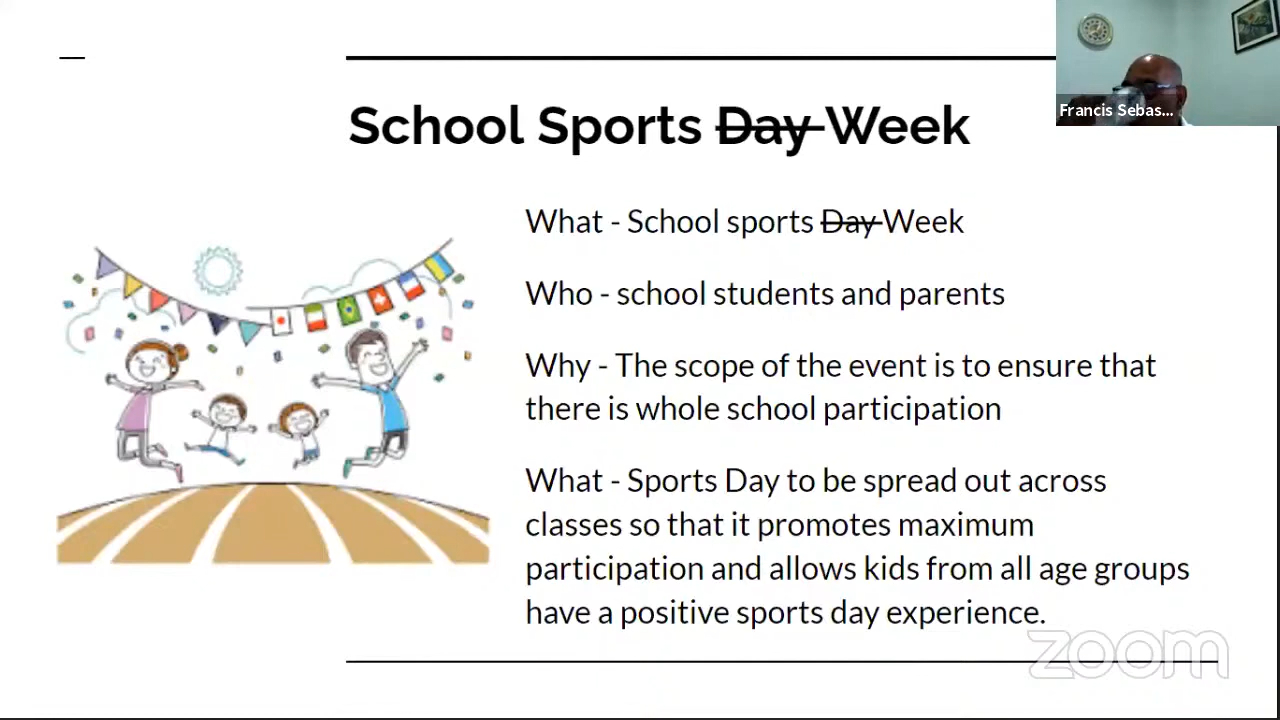 School Sports Day Week
Francis Sebas...
What - School sports Day Week
Who - school students and parents
Why - The scope of the event is to ensure that
there is whole school participation
What - Sports Day to be spread out across
classes so that it promotes maximum
participation and allows kids from all age groups
have a positive sports day experience.
zoom